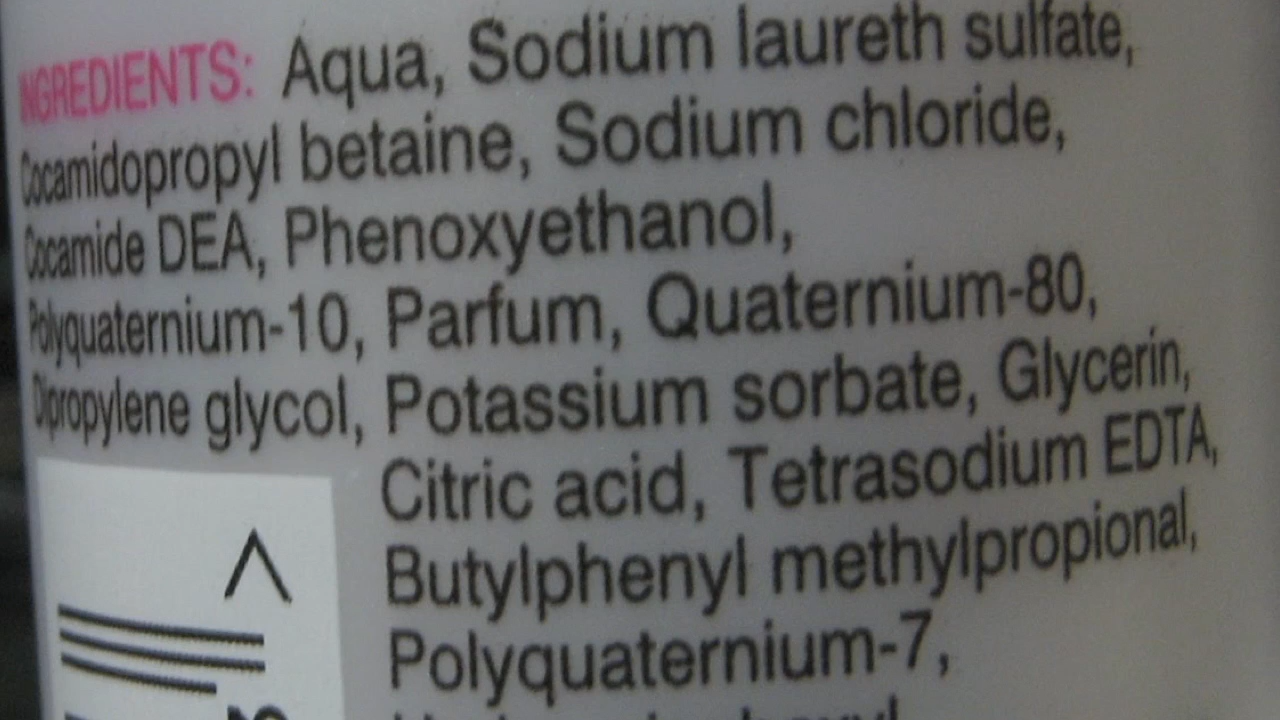 INGREDIENTS: Aqua, Sodium laureth sulfate,
Cocamidopropyl betaine, Sodium chloride,
Cocamide DEA, Phenoxyethanol,
Polyquaternium-10, Parfum, Quaternium-80,
Dipropylene glycol, Potassium sorbate, Glycerin,
Citric acid, Tetrasodium EDTA,
Butylphenyl methylpropional,
Polyquaternium-7,